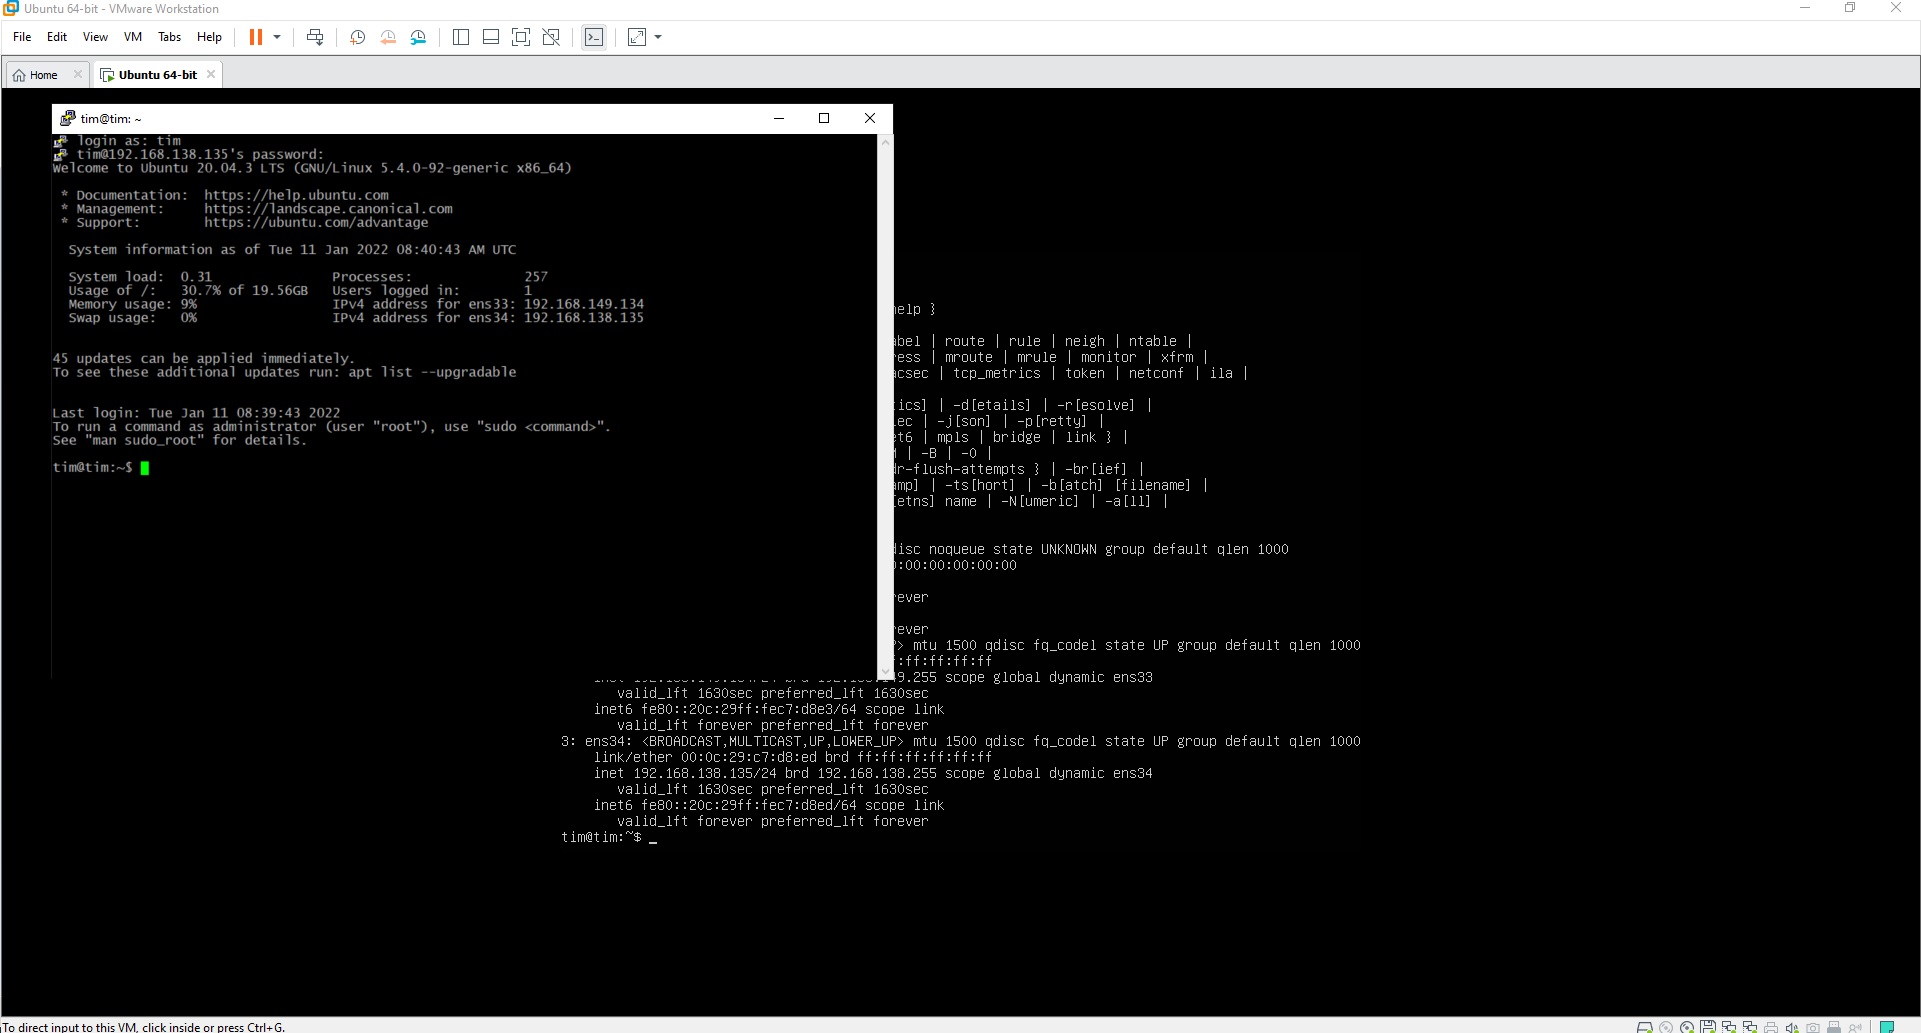 Ubuntu 64-bit - VMware Workstation
File Edit View VM Tabs Help
Home Ubuntu 64-bit
tim@tim: ~
login as: tim
tim@192.168.138.135's password:
Welcome to Ubuntu 20.04.3 LTS (GNU/Linux 5.4.0-92-generic x86_64)
* Documentation: https://help.ubuntu.com
* Management: https://landscape.canonical.com
* Support: https://ubuntu.com/advantage
System information as of Tue 11 Jan 2022 08:40:43 AM UTC
System load: 0.31 Processes: 257
Usage of /: 30.7% of 19.56GB Users logged in: 1
Memory usage: 9% IPv4 address for ens33: 192.168.149.134
Swap usage: 0% IPv4 address for ens34: 192.168.138.135
45 updates can be applied immediately.
To see these additional updates run: apt list --upgradable
Last login: Tue Jan 11 08:39:43 2022
To run a command as administrator (user "root"), use "sudo <command>".
See "man sudo_root" for details.
tim@tim:~$
help }
| route | rule | neigh | ntable |
| mroute | mrule | monitor | xfrm |
| tcp_metrics | token | netconf | ila |
| -d[etails] | -r[esolve] |
| -j[son] | -p[retty] |
| mpls | bridge | link } |
| -B | -0 |
-flush-attempts } | -br[ief] |
| -ts[hort] | -b[atch] [filename] |
name | -N[umeric] | -a[ll] |
noqueue state UNKNOWN group default qlen 1000
:00:00:00:00:00
ever
ever
> mtu 1500 qdisc fq_codel state UP group default qlen 1000
:ff:ff:ff:ff:ff
.255 scope global dynamic ens33
valid_lft 1630sec preferred_lft 1630sec
inet6 fe80::20c:29ff:fec7:d8e3/64 scope link
valid_lft forever preferred_lft forever
3: ens34: <BROADCAST,MULTICAST,UP,LOWER_UP> mtu 1500 qdisc fq_codel state UP group default qlen 1000
link/ether 00:0c:29:c7:d8:ed brd ff:ff:ff:ff:ff:ff
inet 192.168.138.135/24 brd 192.168.138.255 scope global dynamic ens34
valid_lft 1630sec preferred_lft 1630sec
inet6 fe80::20c:29ff:fec7:d8ed/64 scope link
valid_lft forever preferred_lft forever
tim@tim:~$ _
To direct input to this VM, click inside or press Ctrl+G.